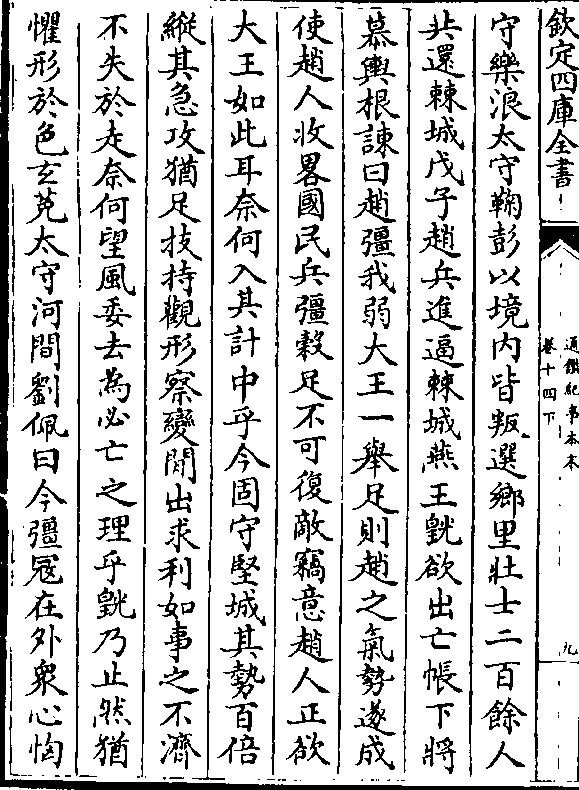 欽定四庫全書
通鑑紀事本末
卷十四下
九
守樂浪太守鞠彭以境内皆叛選鄉里壯士二百餘人
共還棘城戊子趙兵進逼棘城燕王皝欲出亡帳下將
慕輿根諫曰趙彊我弱大王一舉足則趙之氣勢遂成
使趙人收畧國民兵彊榖足不可復敵竊意趙人正欲
大王如此耳奈何入其計中乎今固守堅城其勢百倍
縱其急攻猶足技持觀形察變間出求利如事之不濟
不失於走奈何望風委去為必亡之理乎皝乃止然猶
懼形於色玄菟太守河間劉佩曰今彊冦在外衆心恟